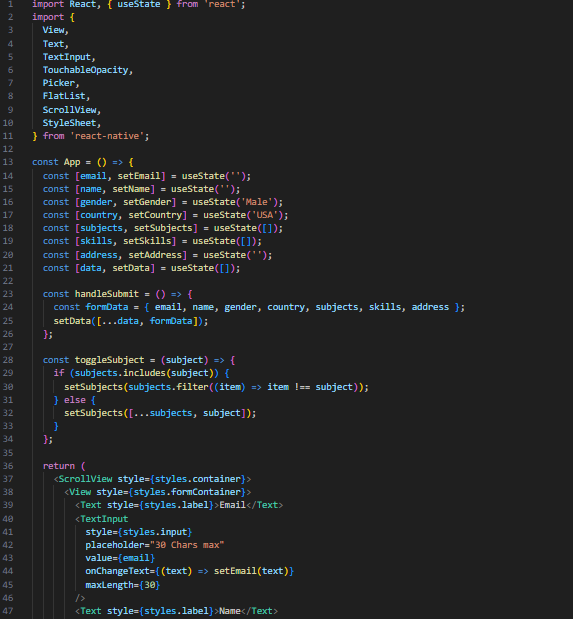 1 import React, { useState } from 'react';
2 import {
3   View,
4   Text,
5   TextInput,
6   TouchableOpacity,
7   Picker,
8   FlatList,
9   ScrollView,
10   StyleSheet,
11 } from 'react-native';
12
13 const App = () => {
14   const [email, setEmail] = useState('');
15   const [name, setName] = useState('');
16   const [gender, setGender] = useState('Male');
17   const [country, setCountry] = useState('USA');
18   const [subjects, setSubjects] = useState([]);
19   const [skills, setSkills] = useState([]);
20   const [address, setAddress] = useState('');
21   const [data, setData] = useState([]);
22
23   const handleSubmit = () => {
24     const formData = { email, name, gender, country, subjects, skills, address };
25     setData([...data, formData]);
26   };
27
28   const toggleSubject = (subject) => {
29     if (subjects.includes(subject)) {
30       setSubjects(subjects.filter((item) => item !== subject));
31     } else {
32       setSubjects([...subjects, subject]);
33     }
34   };
35
36   return (
37     <ScrollView style={styles.container}>
38       <View style={styles.formContainer}>
39         <Text style={styles.label}>Email</Text>
40         <TextInput
41           style={styles.input}
42           placeholder="30 Chars max"
43           value={email}
44           onChangeText={(text) => setEmail(text)}
45           maxLength={30}
46         />
47         <Text style={styles.label}>Name</Text>